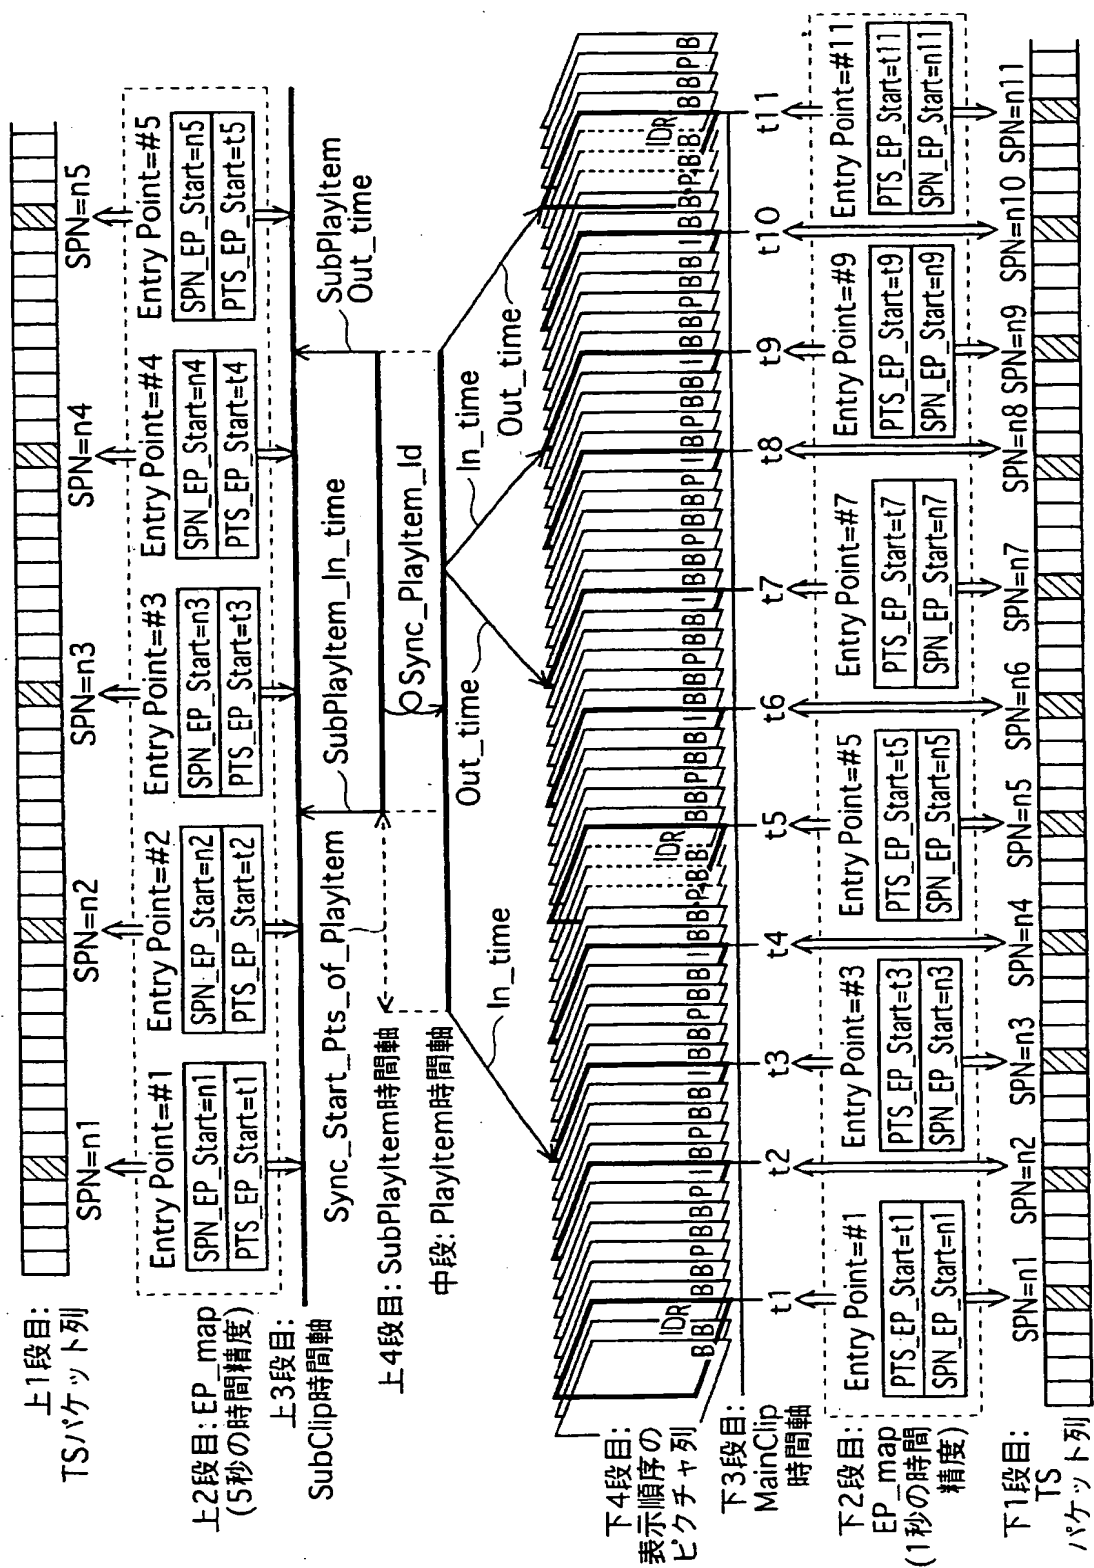 上1段目:
TSパケット列
SPN=n1
SPN=n2
SPN=n3
SPN=n4
SPN=n5
上2段目: EP_map
(5秒の時間精度)
Entry Point=#1
SPN_EP_Start=n1
PTS_EP_Start=t1
Entry Point=#2
SPN_EP_Start=n2
PTS_EP_Start=t2
Entry Point=#3
SPN_EP_Start=n3
PTS_EP_Start=t3
Entry Point=#4
SPN_EP_Start=n4
PTS_EP_Start=t4
Entry Point=#5
SPN_EP_Start=n5
PTS_EP_Start=t5
上3段目:
SubClip時間軸
Sync_Start_Pts_of_PlayItem
SubPlayItem_In_time
SubPlayItem
Out_time
上4段目: SubPlayItem時間軸
Sync_PlayItem_Id
中段: PlayItem時間軸
In_time
Out_time
In_time
Out_time
下4段目:
表示順序の
ピクチャ列
IDR
B B B P B B P B B P I B B P B B P B B I B B P B B P B B I B B P B B
IDR
B B P B B P B B I B B P B B P B B I B B P B B P B B I B B P B B P B B I B B P B B P B B I B B P B B
IDR
B B P B
下3段目:
MainClip
時間軸
t1
t2
t3
t4
t5
t6
t7
t8
t9
t10
t11
下2段目:
EP_map
(1秒の時間
精度)
Entry Point=#1
PTS_EP_Start=t1
SPN_EP_Start=n1
Entry Point=#3
PTS_EP_Start=t3
SPN_EP_Start=n3
Entry Point=#5
PTS_EP_Start=t5
SPN_EP_Start=n5
Entry Point=#7
PTS_EP_Start=t7
SPN_EP_Start=n7
Entry Point=#9
PTS_EP_Start=t9
SPN_EP_Start=n9
Entry Point=#11
PTS_EP_Start=t11
SPN_EP_Start=n11
下1段目:
TS
パケット列
SPN=n1
SPN=n2
SPN=n3
SPN=n4
SPN=n5
SPN=n6
SPN=n7
SPN=n8
SPN=n9
SPN=n10
SPN=n11